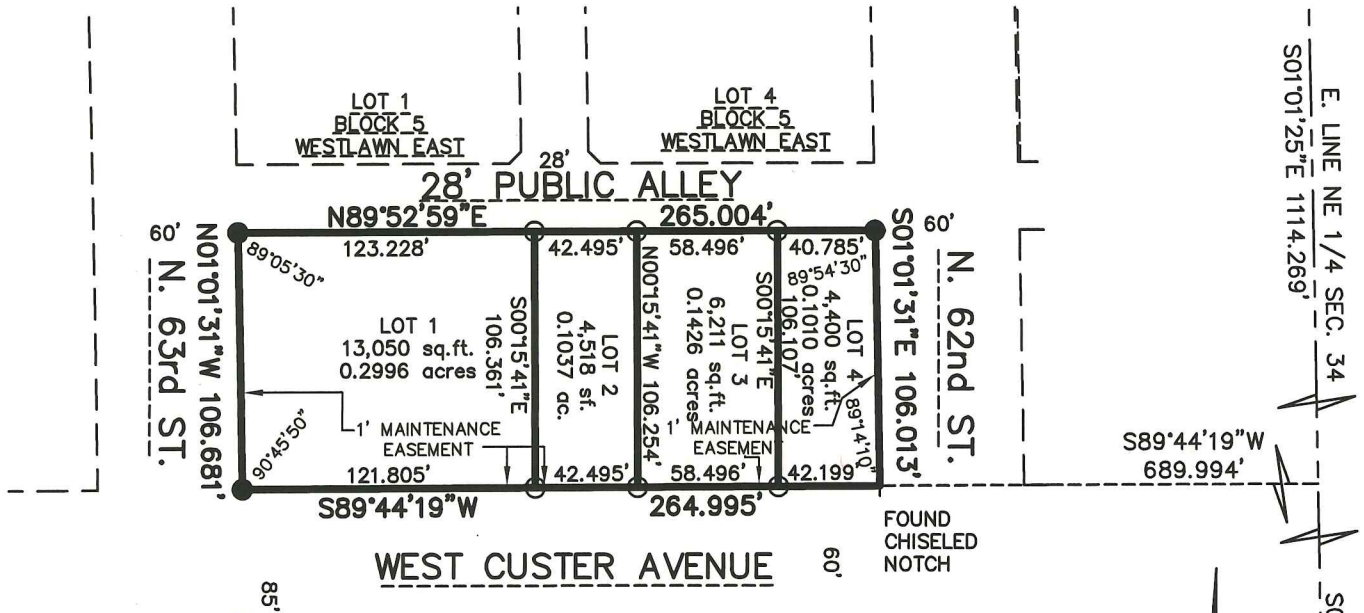 LOT 1
BLOCK 5
WESTLAWN EAST
LOT 4
BLOCK 5
WESTLAWN EAST
28'
28' PUBLIC ALLEY
N89°52'59"E
265.004'
60'
N. 63rd ST.
N01°01'31"W 106.681'
89°05'30"
123.228'
42.495'
58.496'
40.785'
89°54'30"
LOT 1
13,050 sq.ft.
0.2996 acres
S00°15'41"E
106.361'
LOT 2
4,518 sf.
0.1037 ac.
N00°15'41"W 106.254'
LOT 3
6,211 sq.ft.
0.1426 acres
S00°15'41"E
106.107'
LOT 4
4,400 sq.ft.
0.1010 acres
89°14'10"
S01°01'31"E 106.013'
60'
N. 62nd ST.
1' MAINTENANCE
EASEMENT
1' MAINTENANCE
EASEMENT
90°45'50"
121.805'
42.495'
58.496'
42.199'
S89°44'19"W
264.995'
FOUND
CHISELED
NOTCH
WEST CUSTER AVENUE
60'
85'
S89°44'19"W
689.994'
E. LINE NE 1/4 SEC. 34
S01°01'25"E 1114.269'